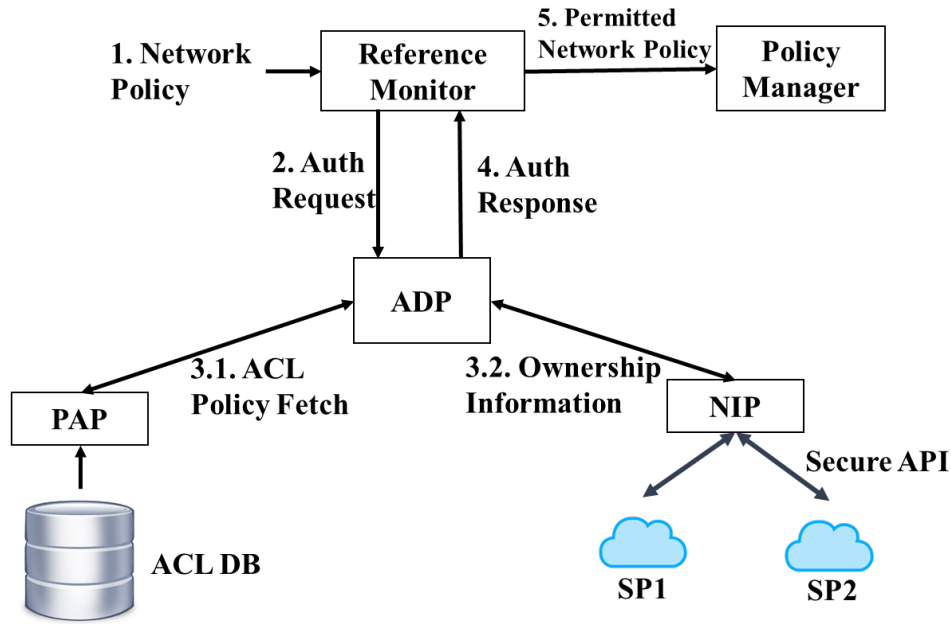 1. Network
Policy
Reference
Monitor
5. Permitted
Network Policy
Policy
Manager
2. Auth
Request
4. Auth
Response
ADP
3.1. ACL
Policy Fetch
3.2. Ownership
Information
PAP
NIP
Secure API
ACL DB
SP1
SP2